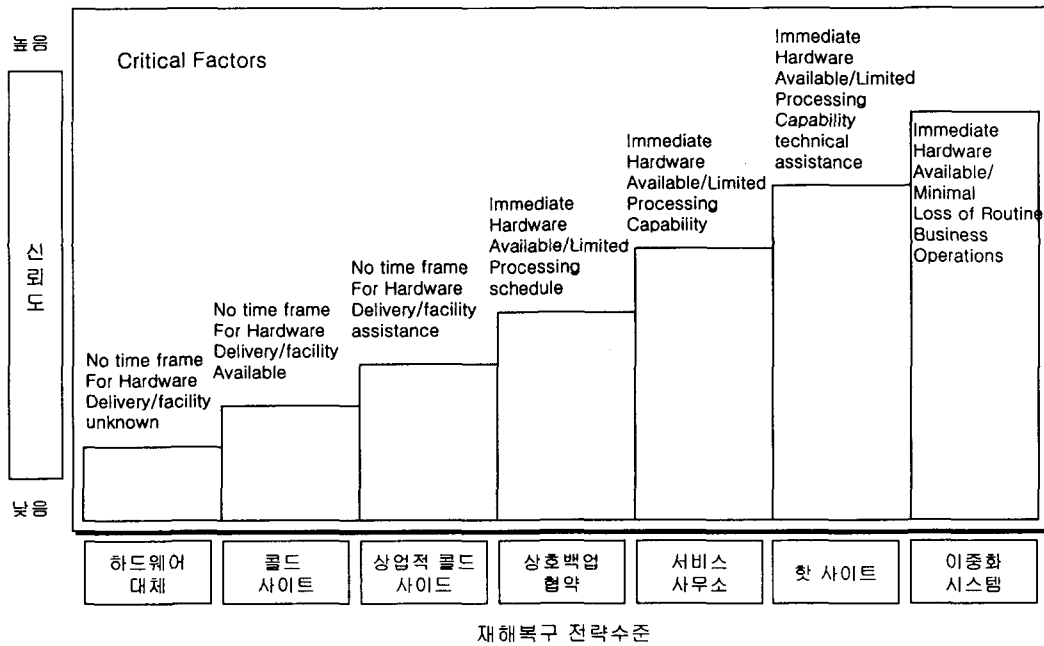 높음
Critical Factors
신
뢰
도
낮음
No time frame
For Hardware
Delivery/facility
unknown
No time frame
For Hardware
Delivery/facility
Available
No time frame
For Hardware
Delivery/facility
assistance
Immediate
Hardware
Available/Limited
Processing
schedule
Immediate
Hardware
Available/Limited
Processing
Capability
Immediate
Hardware
Available/Limited
Processing
Capability
technical
assistance
Immediate
Hardware
Available/
Minimal
Loss of Routine
Business
Operations
하드웨어
대체
콜드
사이트
상업적 콜드
사이드
상호백업
협약
서비스
사무소
핫 사이트
이중화
시스템
재해복구 전략수준